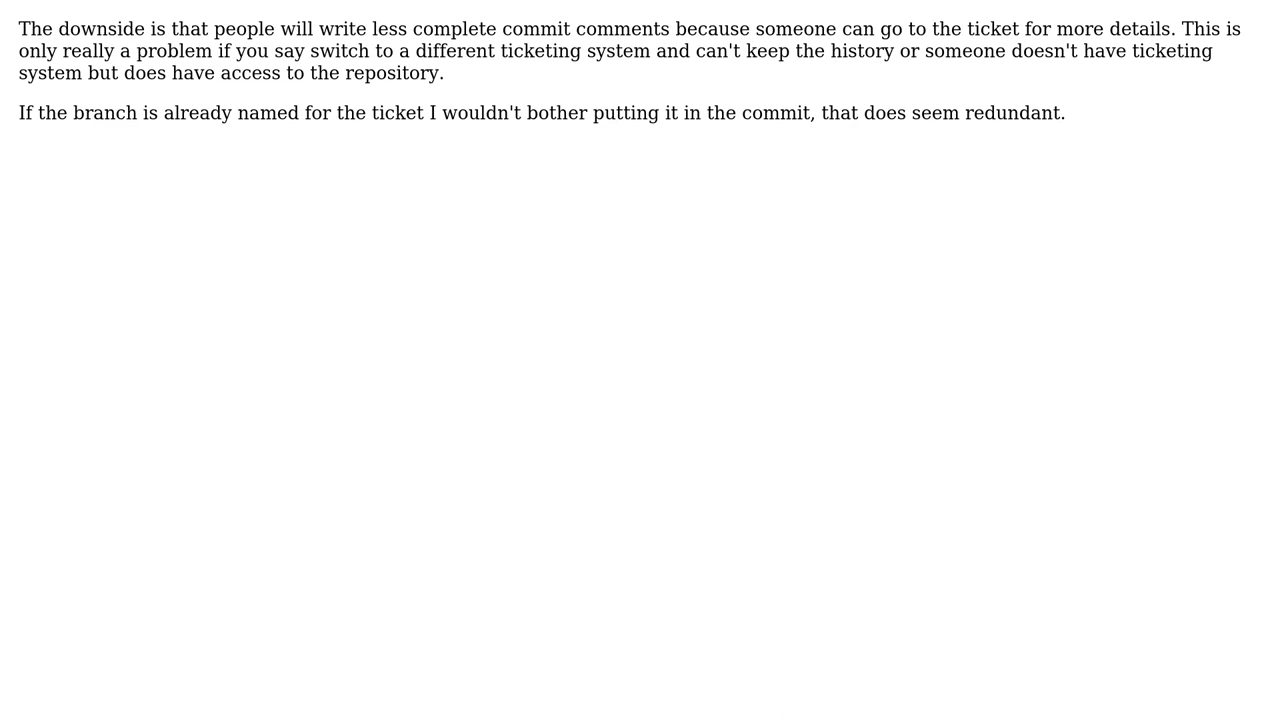 The downside is that people will write less complete commit comments because someone can go to the ticket for more details. This is
only really a problem if you say switch to a different ticketing system and can't keep the history or someone doesn't have ticketing
system but does have access to the repository.
If the branch is already named for the ticket I wouldn't bother putting it in the commit, that does seem redundant.